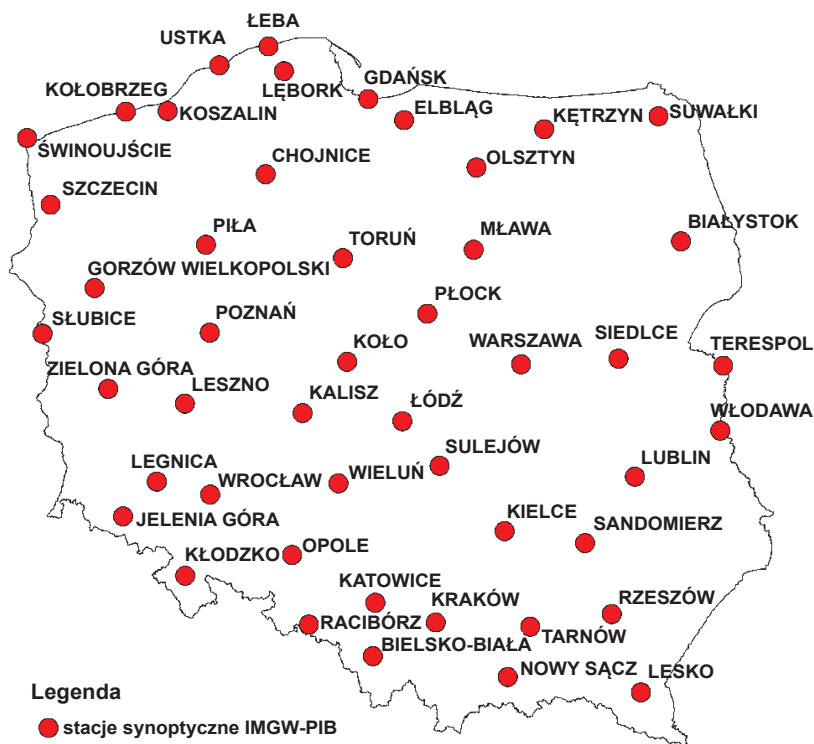 ŁEBA
USTKA
LĘBORK
GDAŃSK
KOŁOBRZEG
KOSZALIN
ELBLĄG
KĘTRZYN
SUWAŁKI
ŚWINOUJŚCIE
CHOJNICE
OLSZTYN
SZCZECIN
PIŁA
TORUŃ
MŁAWA
BIAŁYSTOK
GORZÓW WIELKOPOLSKI
PŁOCK
SŁUBICE
POZNAŃ
KOŁO
WARSZAWA
SIEDLCE
TERESPOL
ZIELONA GÓRA
LESZNO
KALISZ
ŁÓDŹ
WŁODAWA
SULEJÓW
LEGNICA
WROCŁAW
WIELUŃ
LUBLIN
JELENIA GÓRA
KIELCE
SANDOMIERZ
KŁODZKO
OPOLE
KATOWICE
KRAKÓW
RZESZÓW
RACIBÓRZ
TARNÓW
BIELSKO-BIAŁA
NOWY SĄCZ
LESKO
Legenda
stacje synoptyczne IMGW-PIB